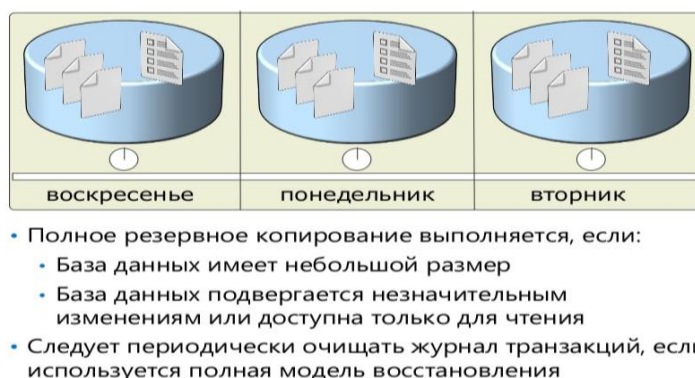 воскресенье понедельник вторник
• Полное резервное копирование выполняется, если:
• База данных имеет небольшой размер
• База данных подвергается незначительным
изменениям или доступна только для чтения
• Следует периодически очищать журнал транзакций, если
используется полная модель восстановления